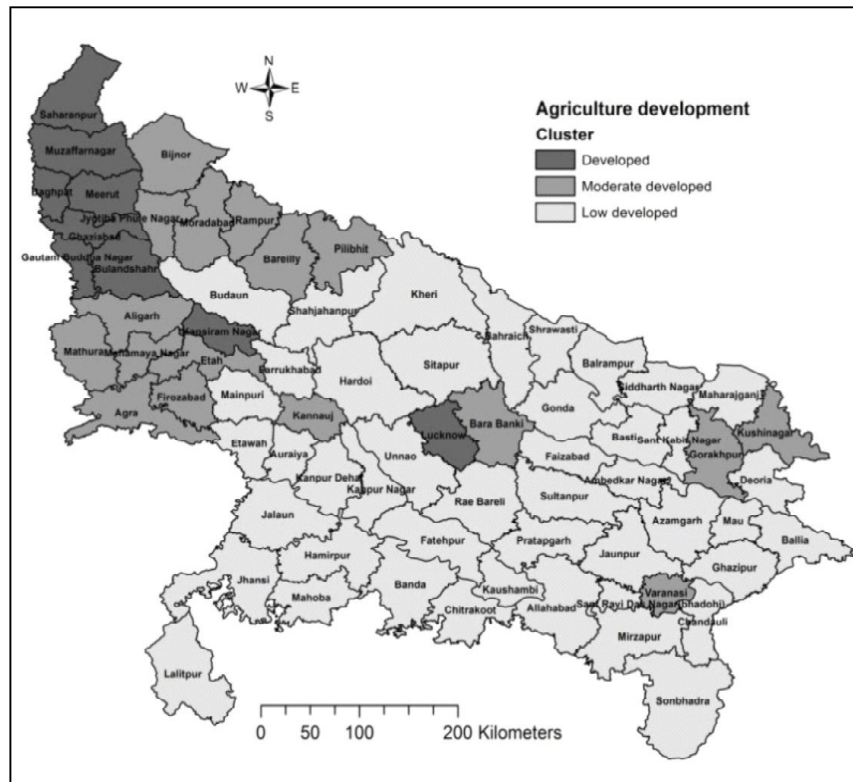 N
W E
S
Agriculture development
Cluster
Developed
Moderate developed
Low developed
Saharanpur
Muzaffarnagar
Bijnor
Baghpat
Meerut
Jyotiba Phule Nagar
Moradabad
Rampur
Ghaziabad
Bareilly
Pilibhit
Gautam Buddha Nagar
Bulandshahr
Budaun
Shahjahanpur
Kheri
Aligarh
Kansiram Nagar
Bahraich
Shrawasti
Mathura
Mahamaya Nagar
Etah
Farrukhabad
Hardoi
Sitapur
Balrampur
Siddharth Nagar
Maharajganj
Mainpuri
Agra
Firozabad
Kannauj
Lucknow
Bara Banki
Gonda
Basti
Sant Kabir Nagar
Gorakhpur
Kushinagar
Etawah
Auraiya
Unnao
Faizabad
Deoria
Kanpur Dehat
Kanpur Nagar
Rae Bareli
Sultanpur
Ambedkar Nagar
Azamgarh
Mau
Ballia
Jalaun
Hamirpur
Fatehpur
Pratapgarh
Jaunpur
Ghazipur
Jhansi
Mahoba
Banda
Kaushambi
Chitrakoot
Allahabad
Sant Ravi Das Nagar(bhadohi)
Varanasi
Chandauli
Mirzapur
Lalitpur
Sonbhadra
0 50 100 200 Kilometers